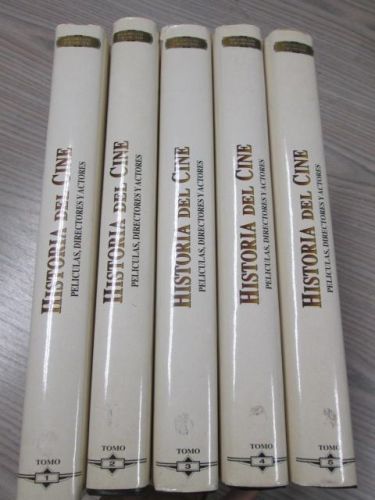 HISTORIA DEL CINE
PELICULAS, DIRECTORES Y ACTORES
TOMO
1
HISTORIA DEL CINE
PELICULAS, DIRECTORES Y ACTORES
TOMO
2
HISTORIA DEL CINE
PELICULAS, DIRECTORES Y ACTORES
TOMO
3
HISTORIA DEL CINE
PELICULAS, DIRECTORES Y ACTORES
TOMO
4
HISTORIA DEL CINE
PELICULAS, DIRECTORES Y ACTORES
TOMO
5